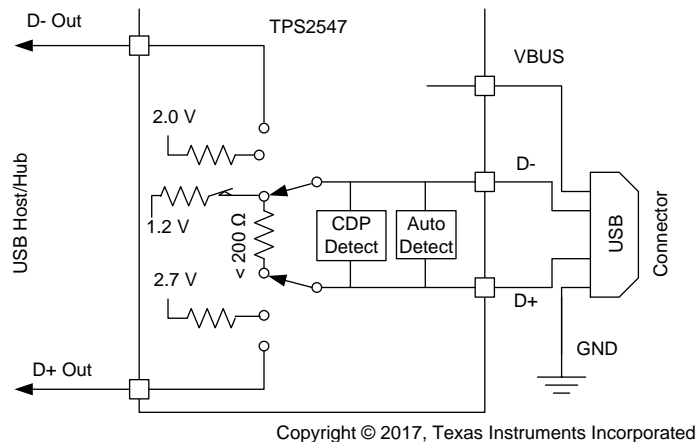 D- Out
TPS2547
VBUS
2.0 V
D-
1.2 V
< 200 Ω
CDP
Detect
Auto
Detect
USB
Connector
USB Host/Hub
2.7 V
D+
GND
D+ Out
Copyright © 2017, Texas Instruments Incorporated